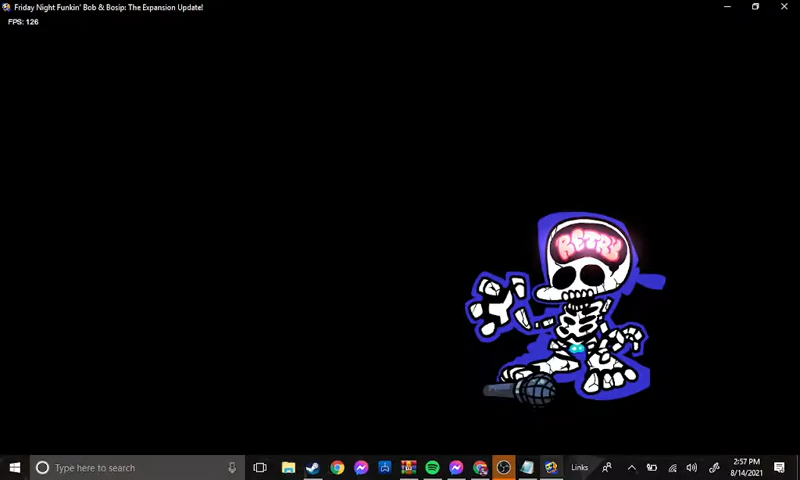 Friday Night Funkin' Bob & Bosip: The Expansion Update!
FPS: 126
RETRY
Type here to search
Links
2:57 PM
8/14/2021